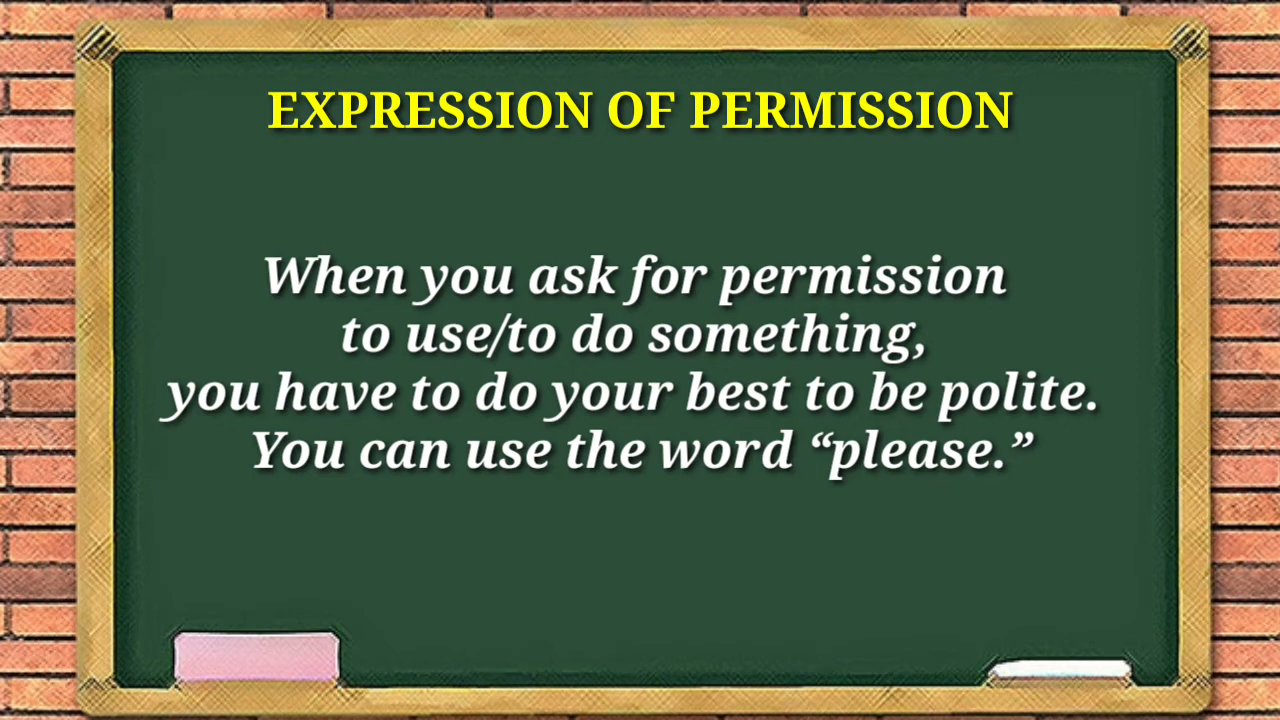 EXPRESSION OF PERMISSION
When you ask for permission
to use/to do something,
you have to do your best to be polite.
You can use the word “please.”